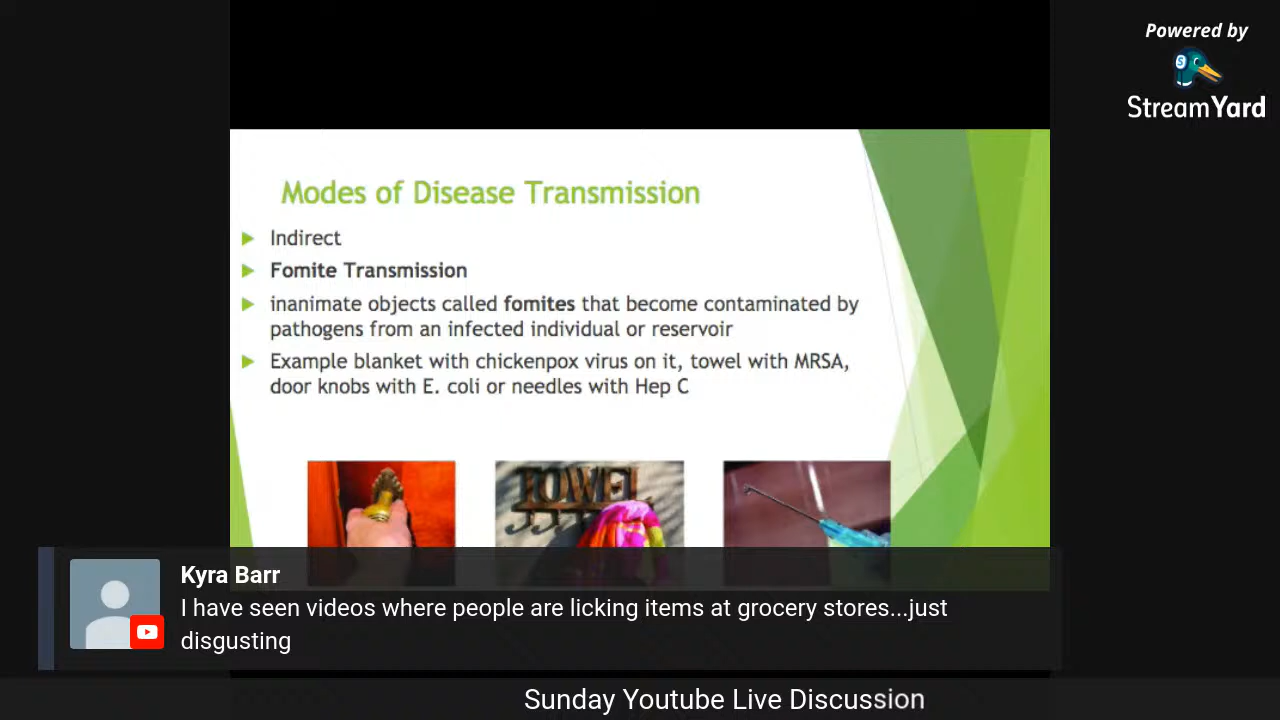 Powered by
StreamYard
Modes of Disease Transmission
Indirect
Fomite Transmission
inanimate objects called fomites that become contaminated by
pathogens from an infected individual or reservoir
Example blanket with chickenpox virus on it, towel with MRSA,
door knobs with E. coli or needles with Hep C
TOWEL
Kyra Barr
I have seen videos where people are licking items at grocery stores...just
disgusting
Sunday Youtube Live Discussion